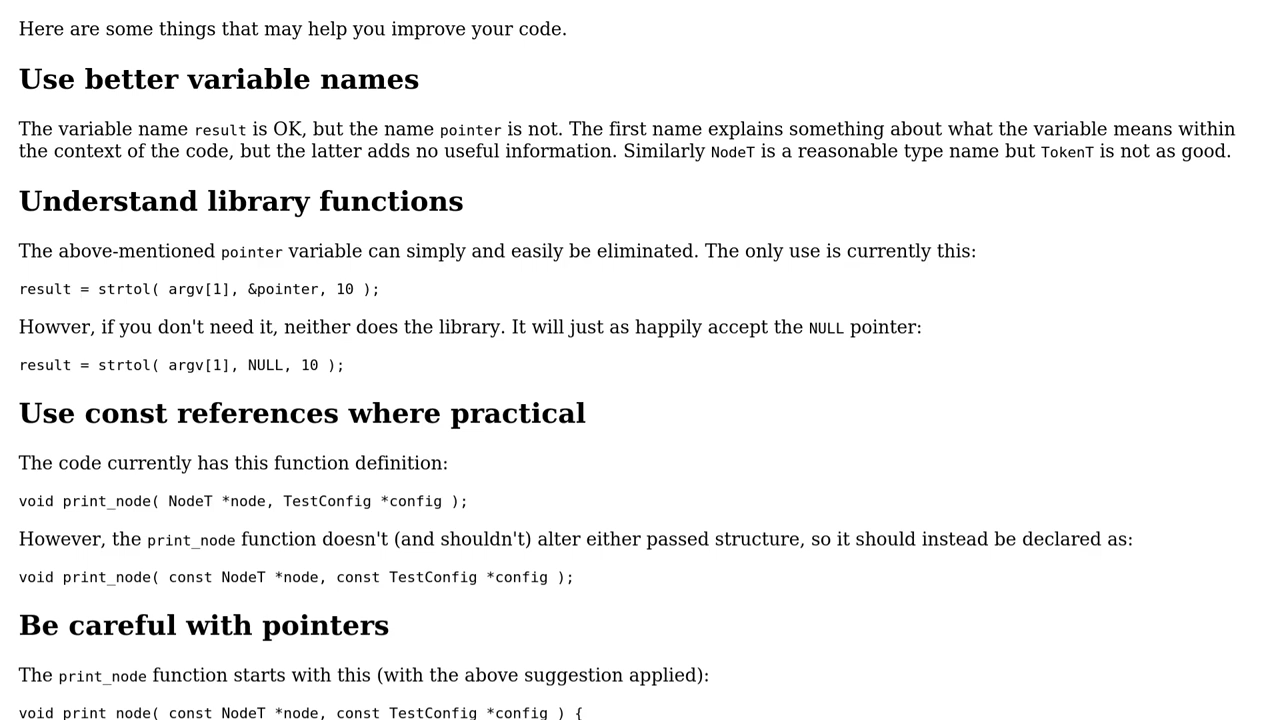 Here are some things that may help you improve your code.
Use better variable names
The variable name result is OK, but the name pointer is not. The first name explains something about what the variable means within
the context of the code, but the latter adds no useful information. Similarly NodeT is a reasonable type name but TokenT is not as good.
Understand library functions
The above-mentioned pointer variable can simply and easily be eliminated. The only use is currently this:
result = strtol( argv[1], &pointer, 10 );
Howver, if you don't need it, neither does the library. It will just as happily accept the NULL pointer:
result = strtol( argv[1], NULL, 10 );
Use const references where practical
The code currently has this function definition:
void print_node( NodeT *node, TestConfig *config );
However, the print_node function doesn't (and shouldn't) alter either passed structure, so it should instead be declared as:
void print_node( const NodeT *node, const TestConfig *config );
Be careful with pointers
The print_node function starts with this (with the above suggestion applied):
void print_node( const NodeT *node, const TestConfig *config ) {